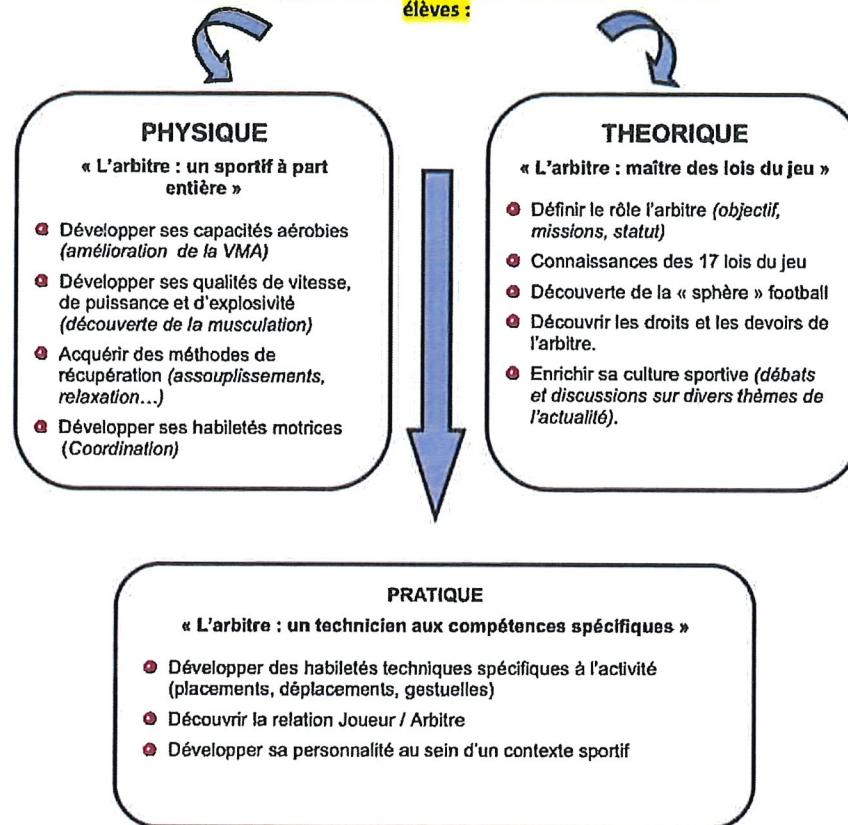 élèves :
PHYSIQUE
« L'arbitre : un sportif à part
entière »
Développer ses capacités aérobies
(amélioration de la VMA)
Développer ses qualités de vitesse,
de puissance et d'explosivité
(découverte de la musculation)
Acquérir des méthodes de
récupération (assouplissements,
relaxation...)
Développer ses habiletés motrices
(Coordination)
THEORIQUE
« L'arbitre : maître des lois du jeu »
Définir le rôle l'arbitre (objectif,
missions, statut)
Connaissances des 17 lois du jeu
Découverte de la « sphère » football
Découvrir les droits et les devoirs de
l'arbitre.
Enrichir sa culture sportive (débats
et discussions sur divers thèmes de
l'actualité).
PRATIQUE
« L'arbitre : un technicien aux compétences spécifiques »
Développer des habiletés techniques spécifiques à l'activité
(placements, déplacements, gestuelles)
Découvrir la relation Joueur / Arbitre
Développer sa personnalité au sein d'un contexte sportif